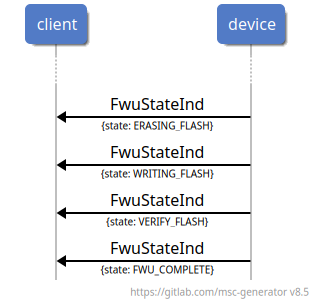 client device
FwuStateInd
{state: ERASING_FLASH}
FwuStateInd
{state: WRITING_FLASH}
FwuStateInd
{state: VERIFY_FLASH}
FwuStateInd
{state: FWU_COMPLETE}
https://gitlab.com/msc-generator v8.5